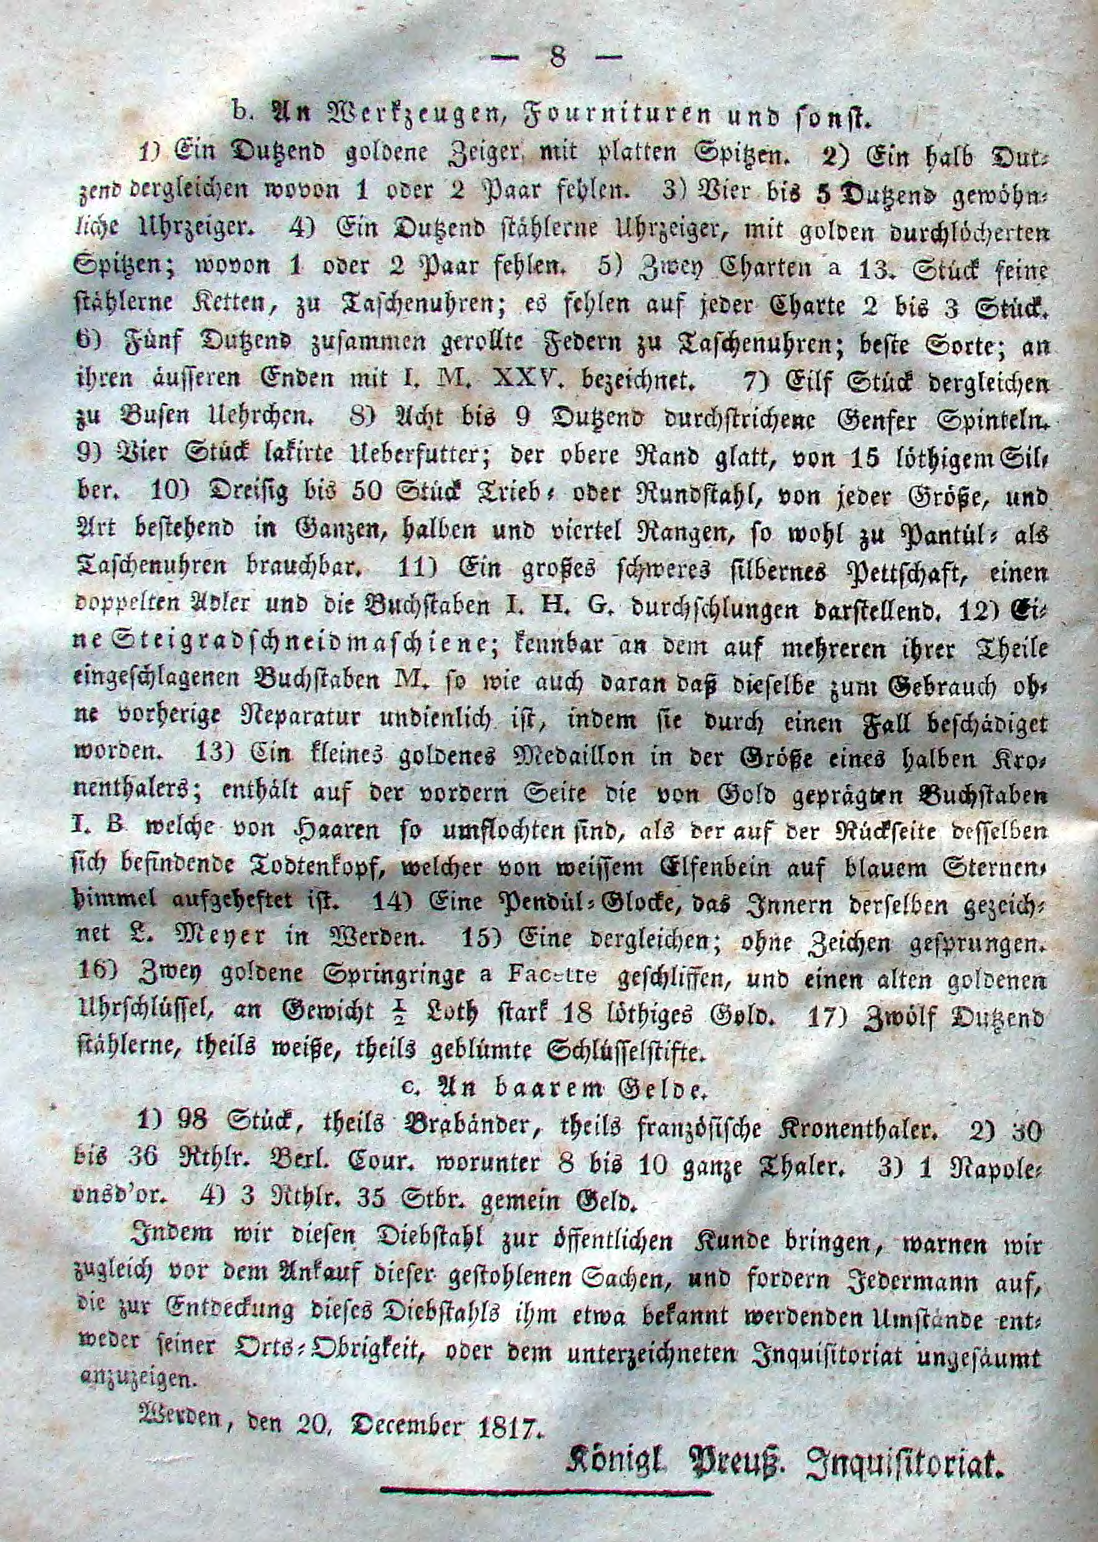 — 8 —
b. An Werkzeugen, Fournituren und sonst.
1) Ein Dutzend goldene Zeiger mit platten Spitzen. 2) Ein halb Dut-
zend dergleichen wovon 1 oder 2 Paar fehlen. 3) Vier bis 5 Dutzend gewöhn-
liche Uhrzeiger. 4) Ein Dutzend stählerne Uhrzeiger, mit golden durchlöcherten
Spitzen; wovon 1 oder 2 Paar fehlen. 5) Zwey Charten a 13. Stück feine
stählerne Ketten, zu Taschenuhren; es fehlen auf jeder Charte 2 bis 3 Stück.
6) Fünf Dutzend zusammen gerollte Federn zu Taschenuhren; beste Sorte; an
ihren äusseren Enden mit I. M. XXV. bezeichnet. 7) Eilf Stück dergleichen
zu Busen Uehrchen. 8) Acht bis 9 Dutzend durchstrichene Genfer Spinteln.
9) Vier Stück lakirte Ueberfutter; der obere Rand glatt, von 15 löthigem Sil-
ber. 10) Dreisig bis 50 Stück Trieb- oder Rundstahl, von jeder Größe, und
Art bestehend in Ganzen, halben und viertel Rangen, so wohl zu Pantül- als
Taschenuhren brauchbar. 11) Ein großes schweres silbernes Pettschaft, einen
doppelten Adler und die Buchstaben I. H. G. durchschlungen darstellend. 12) Ei-
ne Steigradschneidmaschiene; kennbar an dem auf mehreren ihrer Theile
eingeschlagenen Buchstaben M. so wie auch daran daß dieselbe zum Gebrauch oh-
ne vorherige Reparatur undienlich ist, indem sie durch einen Fall beschädiget
worden. 13) Ein kleines goldenes Medaillon in der Größe eines halben Kro-
nenthalers; enthält auf der vordern Seite die von Gold geprägten Buchstaben
I. B welche von Haaren so umflochten sind, als der auf der Rückseite desselben
sich befindende Todtenkopf, welcher von weissem Elfenbein auf blauem Sternen-
himmel aufgeheftet ist. 14) Eine Pendül-Glocke, das Innern derselben gezeich-
net L. Meyer in Werden. 15) Eine dergleichen; ohne Zeichen gesprungen.
16) Zwey goldene Springringe a Facette geschliffen, und einen alten goldenen
Uhrschlüssel, an Gewicht ½ Loth stark 18 löthiges Gold. 17) Zwölf Dutzend
stählerne, theils weiße, theils geblümte Schlüsselstifte.
c. An baarem Gelde.
1) 98 Stück, theils Brabänder, theils französische Kronenthaler. 2) 30
bis 36 Rthlr. Berl. Cour. worunter 8 bis 10 ganze Thaler. 3) 1 Napole-
onsd'or. 4) 3 Rthlr. 35 Stbr. gemein Geld.
Indem wir diesen Diebstahl zur öffentlichen Kunde bringen, warnen wir
zugleich vor dem Ankauf dieser gestohlenen Sachen, und fordern Jedermann auf,
die zur Entdeckung dieses Diebstahls ihm etwa bekannt werdenden Umstände ent-
weder seiner Orts-Obrigkeit, oder dem unterzeichneten Inquisitoriat ungesäumt
anzuzeigen.
Werden, den 20. December 1817.
Königl. Preuß. Inquisitoriat.